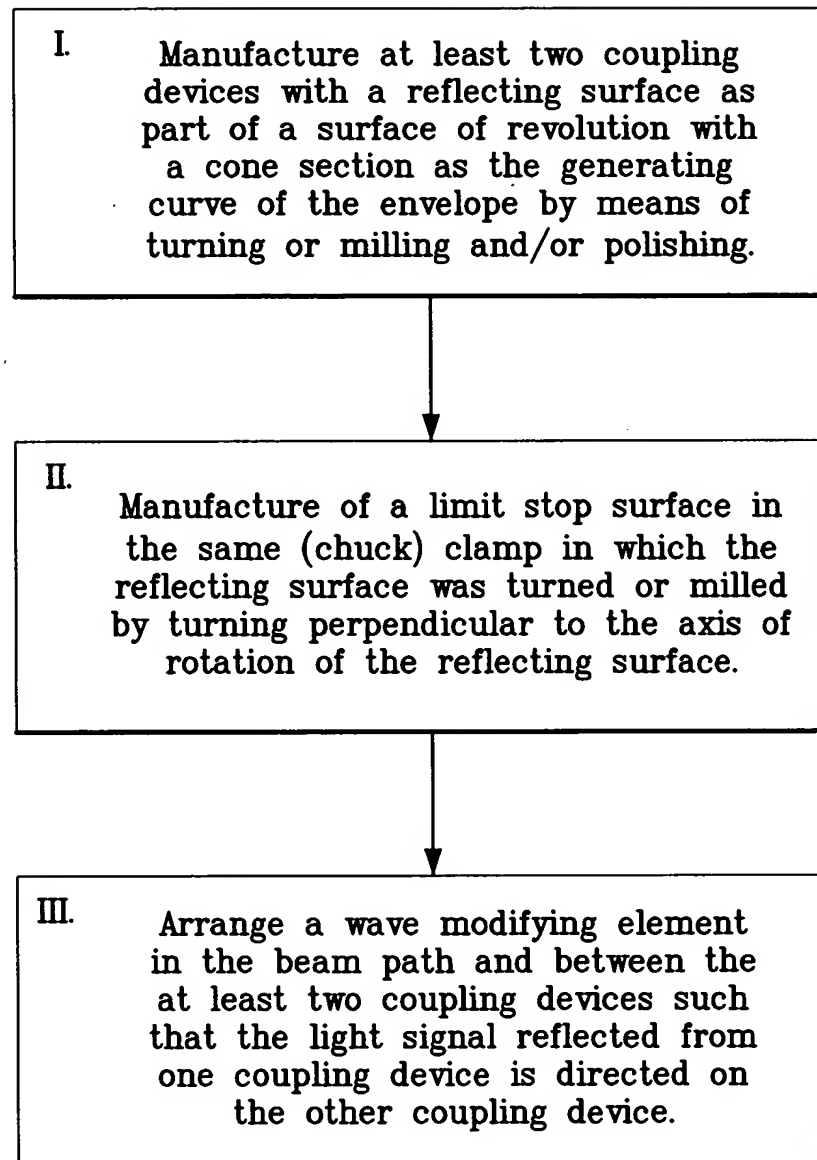 I.
Manufacture at least two coupling
devices with a reflecting surface as
part of a surface of revolution with
a cone section as the generating
curve of the envelope by means of
turning or milling and/or polishing.
II.
Manufacture of a limit stop surface in
the same (chuck) clamp in which the
reflecting surface was turned or milled
by turning perpendicular to the axis of
rotation of the reflecting surface.
III.
Arrange a wave modifying element
in the beam path and between the
at least two coupling devices such
that the light signal reflected from
one coupling device is directed on
the other coupling device.